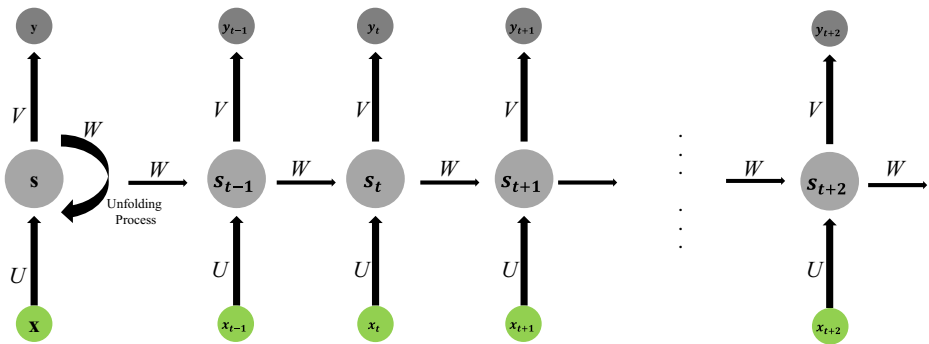 y y_{t-1} y_t y_{t+1} y_{t+2}
V V V V V
W
W W W W W
s s_{t-1} s_t s_{t+1} s_{t+2}
Unfolding
Process
U U U U U
x x_{t-1} x_t x_{t+1} x_{t+2}